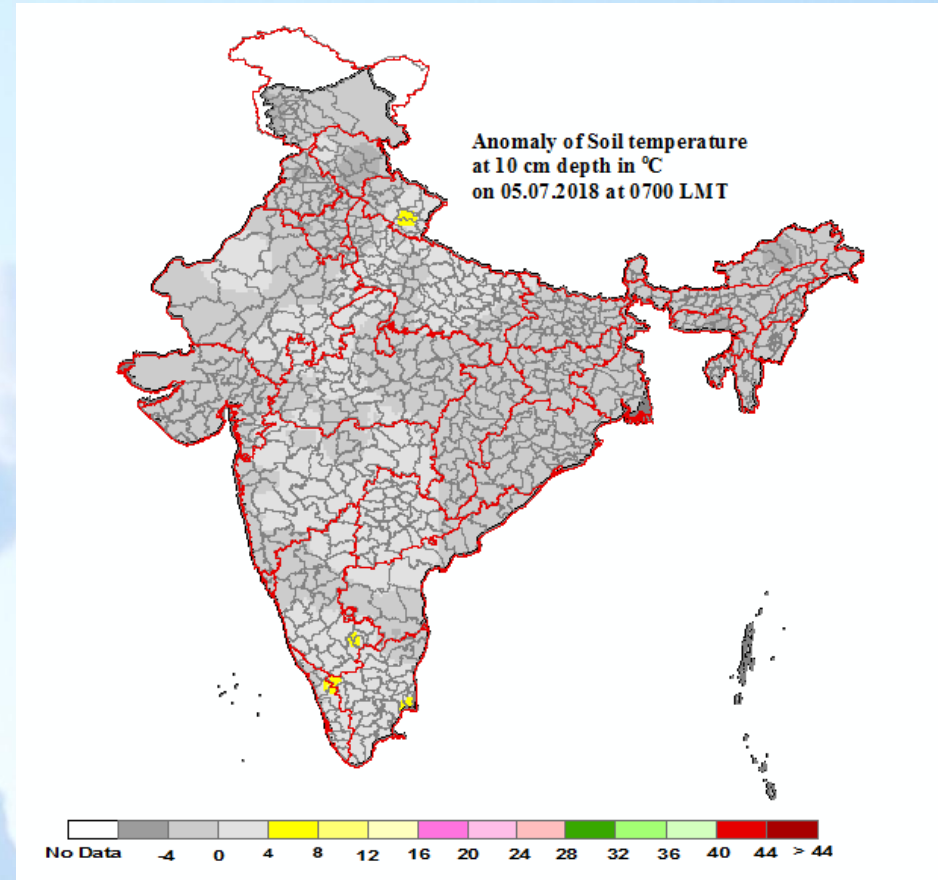 Anomaly of Soil temperature
at 10 cm depth in ⁰C
on 05.07.2018 at 0700 LMT
No Data -4 0 4 8 12 16 20 24 28 32 36 40 44 > 44